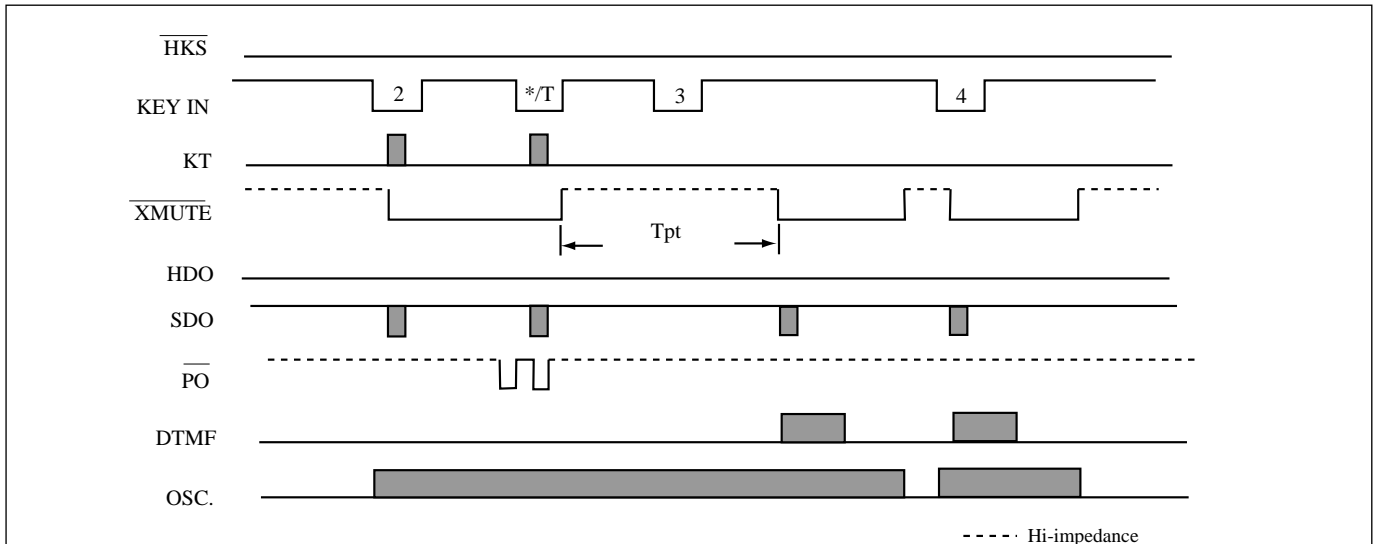 HKS
KEY IN 2 */T 3 4
KT
XMUTE
Tpt
HDO
SDO
PO
DTMF
OSC.
Hi-impedance